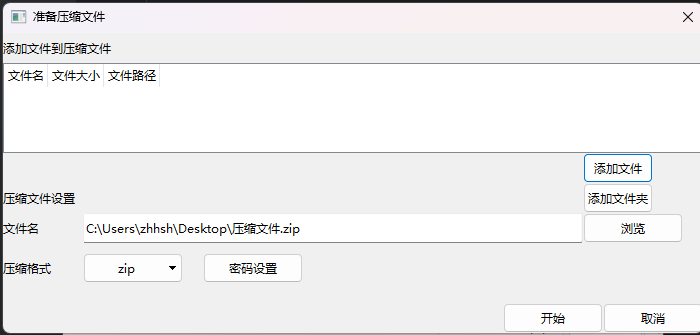 准备压缩文件
添加文件到压缩文件
文件名 文件大小 文件路径
添加文件
压缩文件设置
添加文件夹
文件名 C:\Users\zhhsh\Desktop\压缩文件.zip 浏览
压缩格式 zip 密码设置
开始 取消